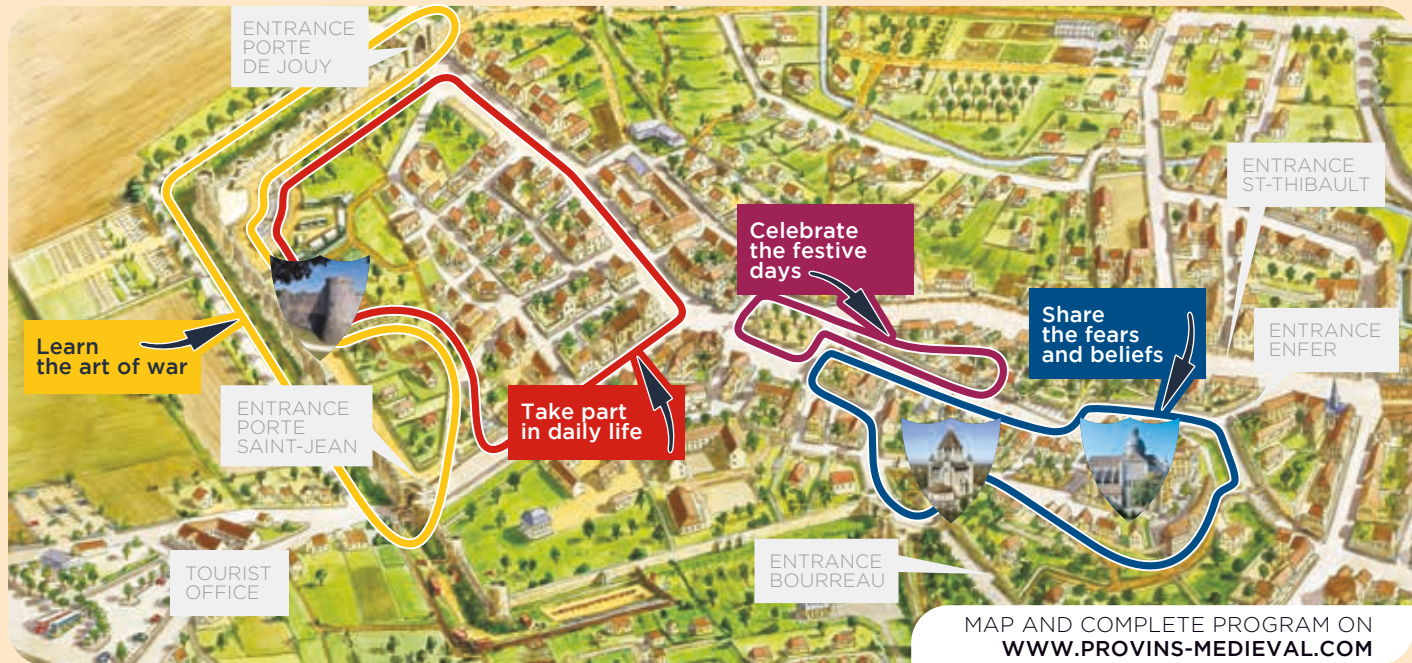 ENTRANCE
PORTE
DE JOUY
ENTRANCE
ST-THIBAULT
Celebrate
the festive
days
Share
the fears
and beliefs
ENTRANCE
ENFER
Learn
the art of war
ENTRANCE
PORTE
SAINT-JEAN
Take part
in daily life
TOURIST
OFFICE
ENTRANCE
BOURREAU
MAP AND COMPLETE PROGRAM ON
WWW.PROVINS-MEDIEVAL.COM